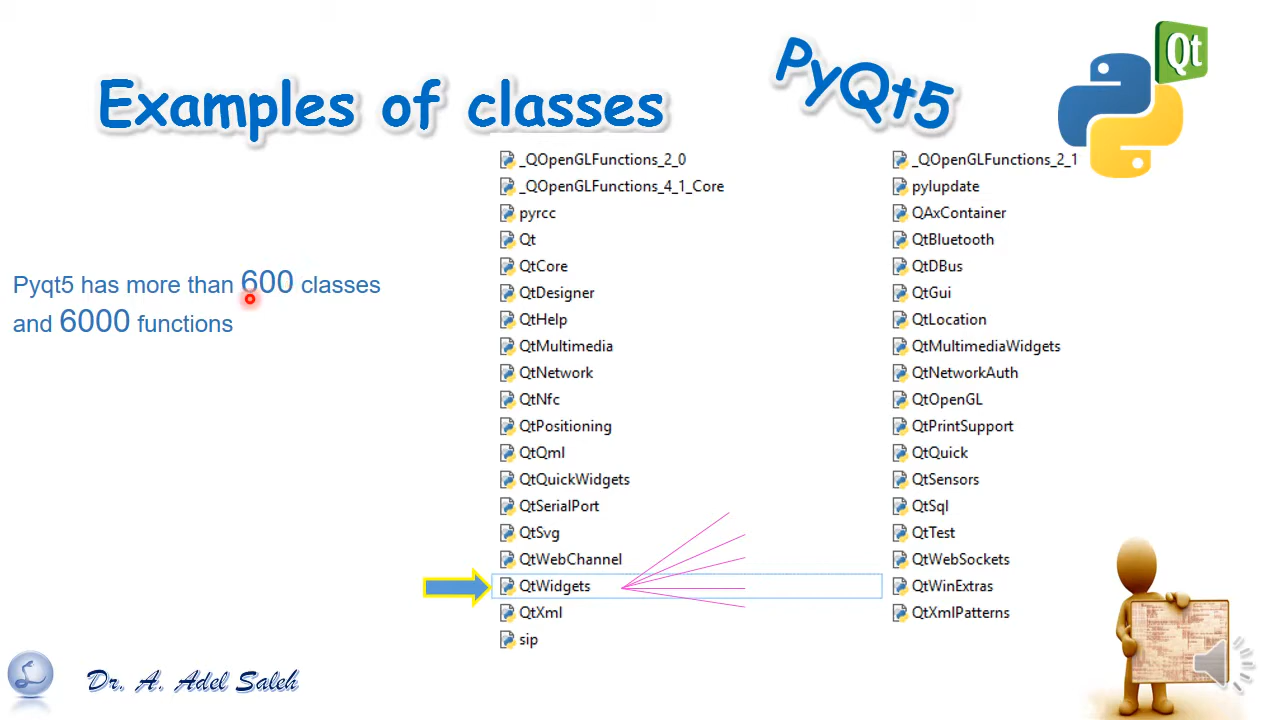 Examples of classes
PyQt5
Qt
Pyqt5 has more than 600 classes
and 6000 functions
_QOpenGLFunctions_2_0
_QOpenGLFunctions_4_1_Core
pyrcc
Qt
QtCore
QtDesigner
QtHelp
QtMultimedia
QtNetwork
QtNfc
QtPositioning
QtQml
QtQuickWidgets
QtSerialPort
QtSvg
QtWebChannel
QtWidgets
QtXml
sip
_QOpenGLFunctions_2_1
pylupdate
QAxContainer
QtBluetooth
QtDBus
QtGui
QtLocation
QtMultimediaWidgets
QtNetworkAuth
QtOpenGL
QtPrintSupport
QtQuick
QtSensors
QtSql
QtTest
QtWebSockets
QtWinExtras
QtXmlPatterns
Dr. A. Adel Saleh